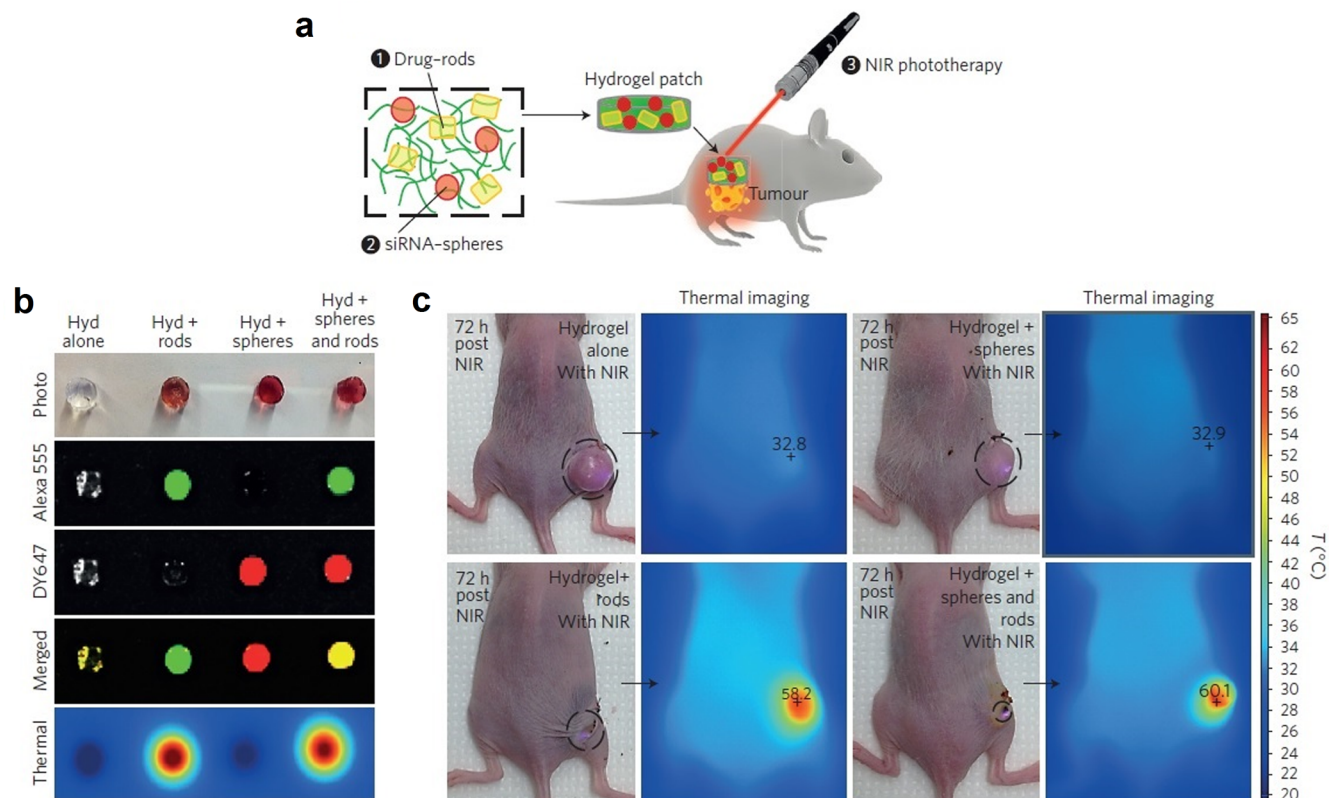 a
1 Drug–rods
Hydrogel patch
3 NIR phototherapy
Tumour
2 siRNA–spheres
b
Hyd
alone
Hyd +
rods
Hyd +
spheres
Hyd +
spheres
and rods
Photo
Alexa 555
DY647
Merged
Thermal
c
Thermal imaging
Thermal imaging
72 h
post
NIR
Hydrogel
alone
With NIR
32.8
72 h
post
NIR
Hydrogel +
spheres
With NIR
32.9
72 h
post
NIR
Hydrogel+
rods
With NIR
58.2
72 h
post
NIR
Hydrogel +
spheres and
rods
With NIR
60.1
65
62
60
58
56
54
52
50
48
46
44
42
40
38
36
34
32
30
28
26
24
22
20
T (°C)